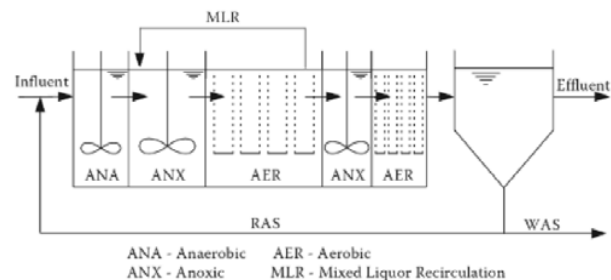 MLR
Influent
Effluent
ANA ANX AER ANX AER
RAS WAS
ANA - Anaerobic AER - Aerobic
ANX - Anoxic MLR - Mixed Liquor Recirculation